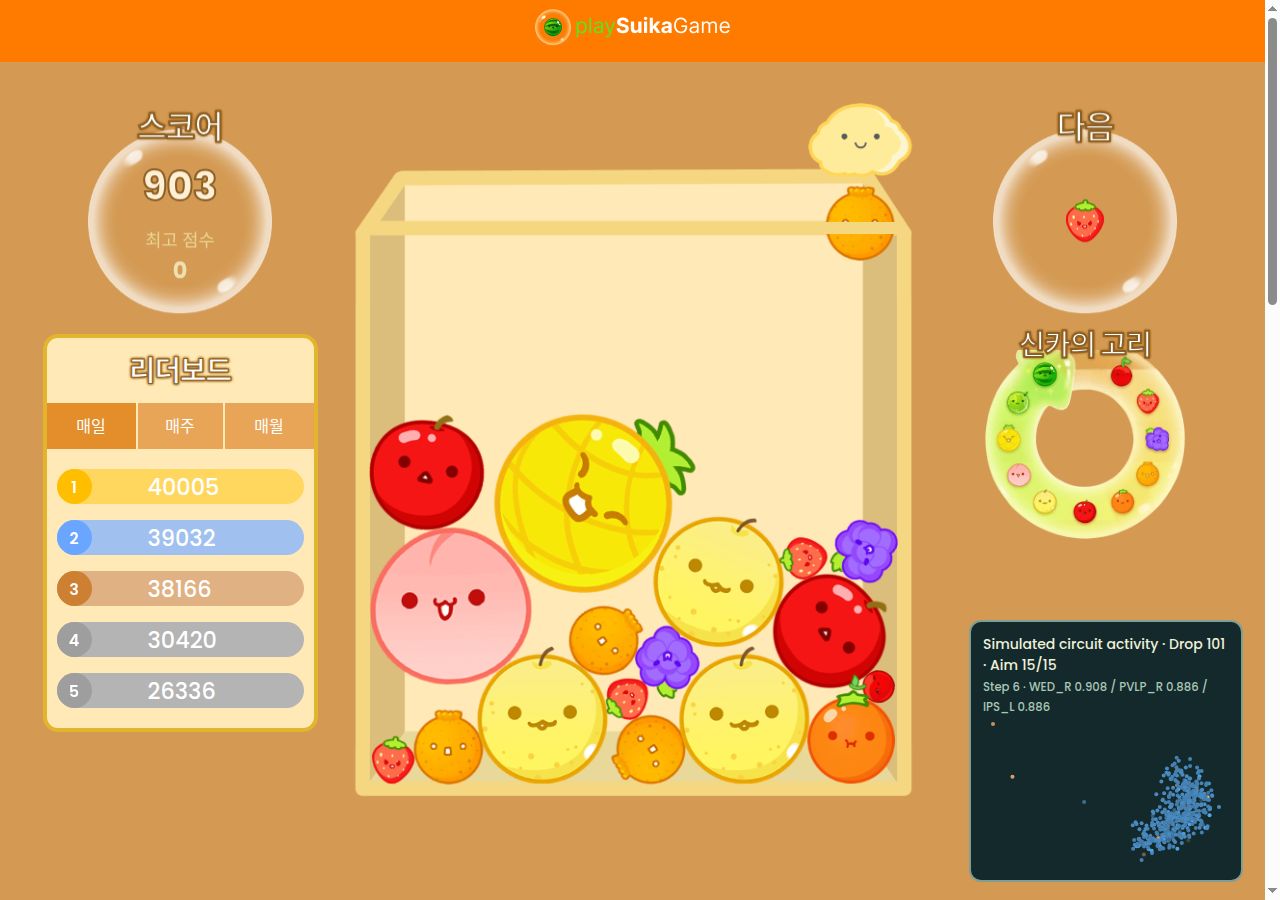 playSuikaGame
스코어
903
최고 점수
0
리더보드
매일 매주 매월
1 40005
2 39032
3 38166
4 30420
5 26336
다음
신카의 고리
Simulated circuit activity · Drop 101
· Aim 15/15
Step 6 · WED_R 0.908 / PVLP_R 0.886 /
IPS_L 0.886